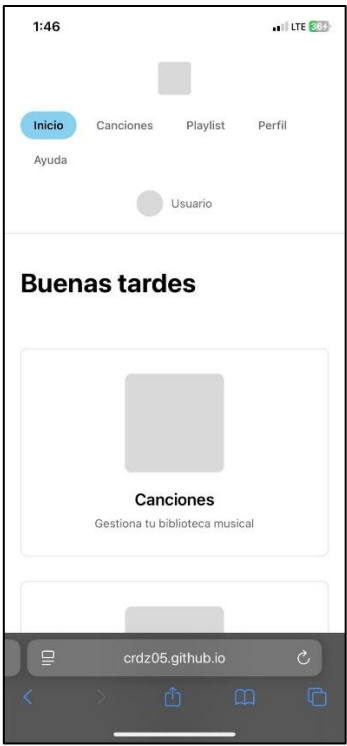 1:46 LTE 36+
Inicio Canciones Playlist Perfil
Ayuda
Usuario
Buenas tardes
Canciones
Gestiona tu biblioteca musical
crdz05.github.io